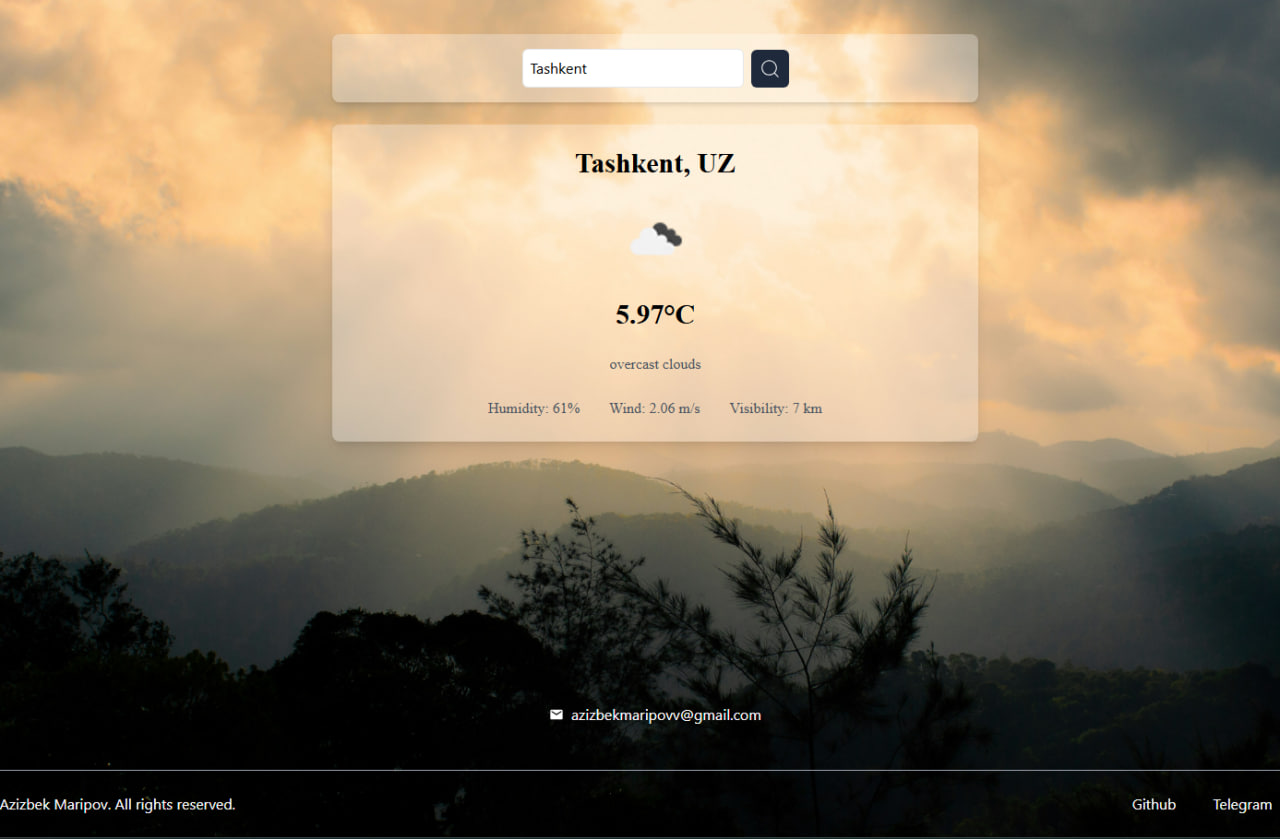 Tashkent
Tashkent, UZ
5.97°C
overcast clouds
Humidity: 61% Wind: 2.06 m/s Visibility: 7 km
azizbekmaripovv@gmail.com
Azizbek Maripov. All rights reserved. Github Telegram